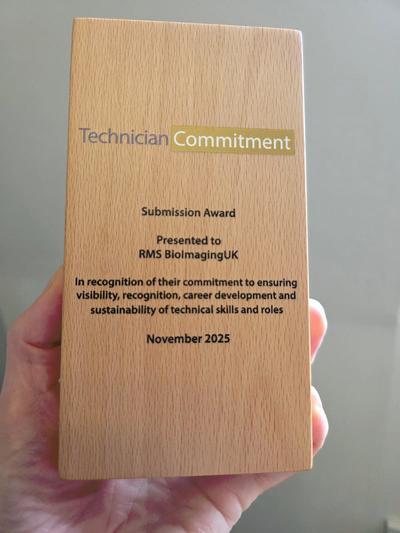 Technician Commitment
Submission Award
Presented to
RMS BioImagingUK
In recognition of their commitment to ensuring
visibility, recognition, career development and
sustainability of technical skills and roles
November 2025